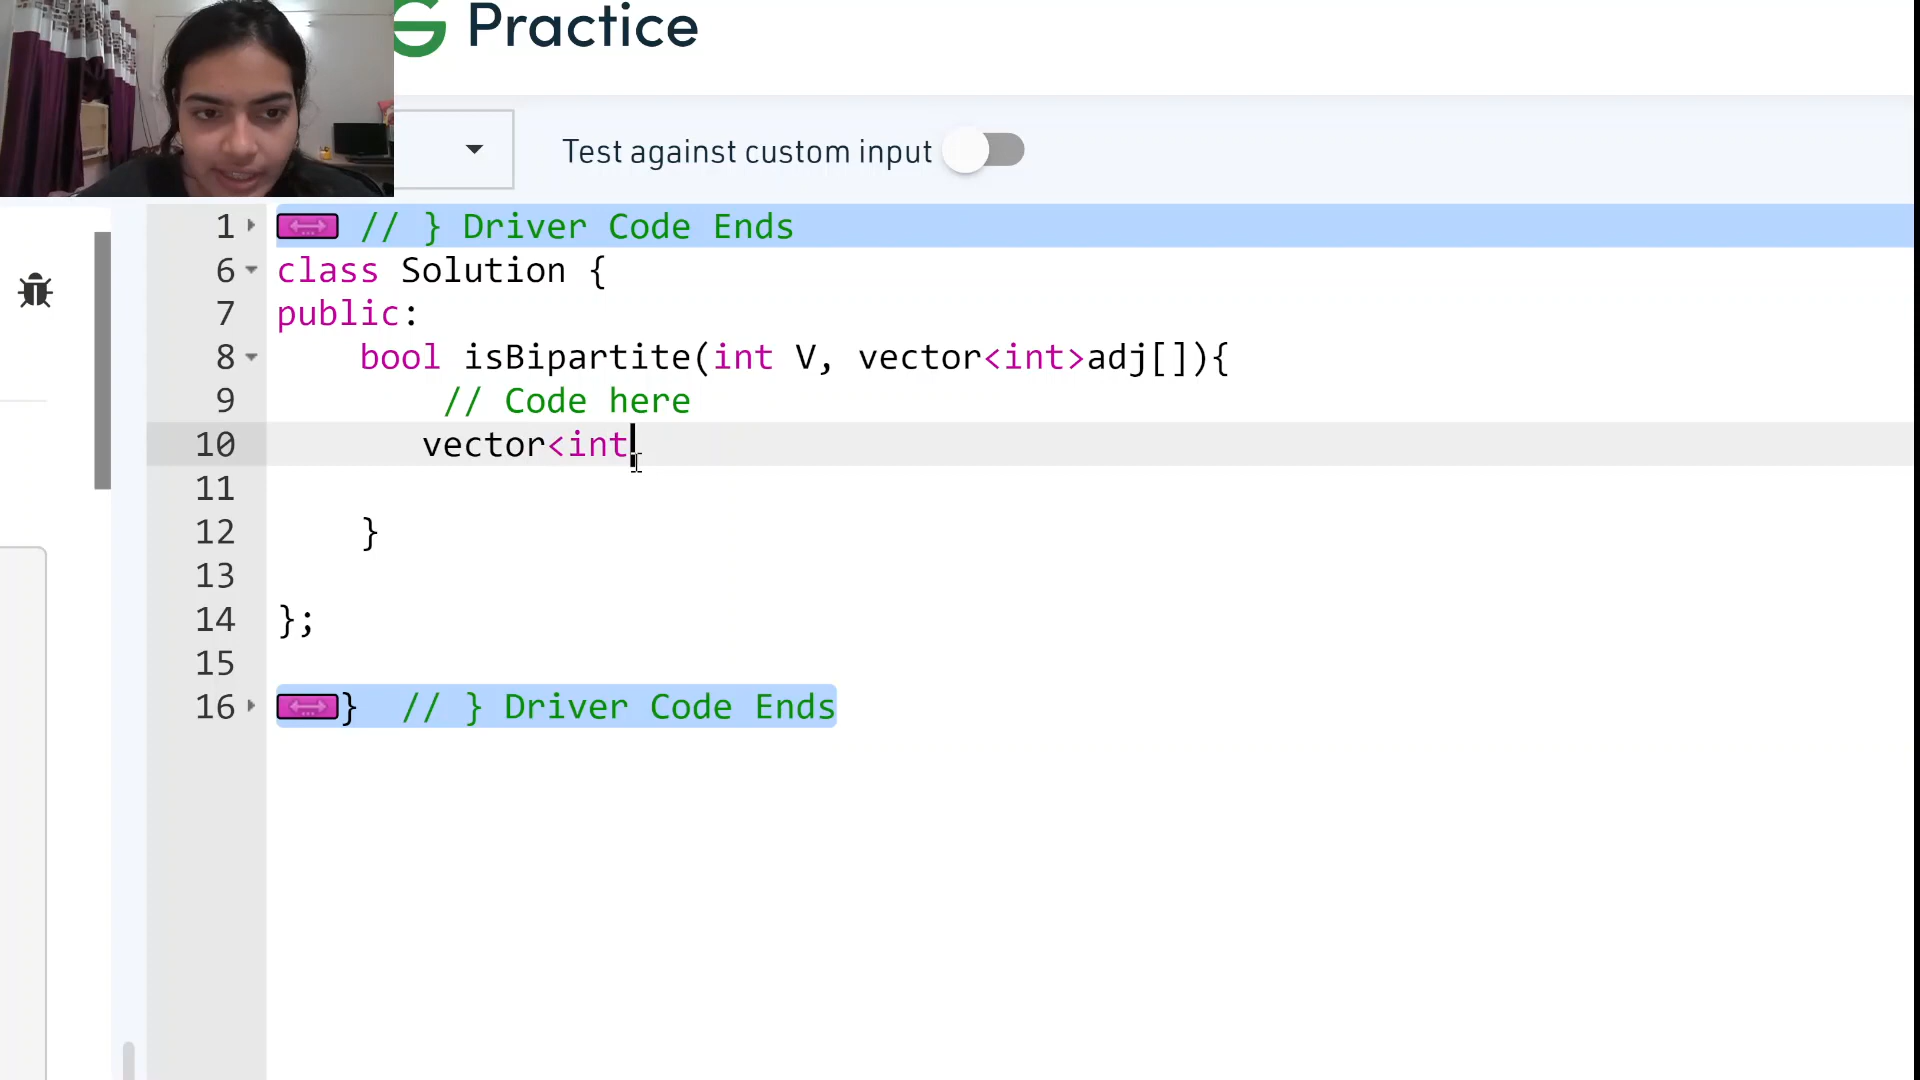 Practice
Test against custom input
1 // } Driver Code Ends
6 class Solution {
7 public:
8 bool isBipartite(int V, vector<int>adj[]){
9 // Code here
10 vector<int
11
12 }
13
14 };
15
16 } // } Driver Code Ends